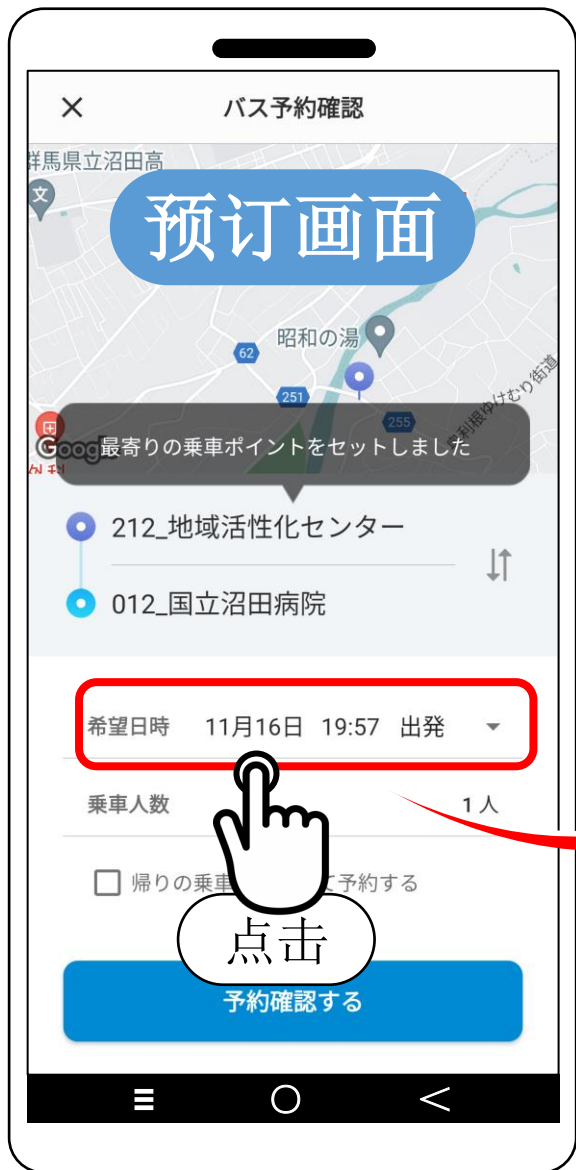 × バス予約確認
群馬県立沼田高
文
预订画面
昭和の湯
62
251
255
利根ゆけむり街道
Google
最寄りの乗車ポイントをセットしました
212_地域活性化センター
012_国立沼田病院
希望日時 11月16日 19:57 出発
乗車人数 1人
帰りの乗車 て予約する
点击
予約確認する